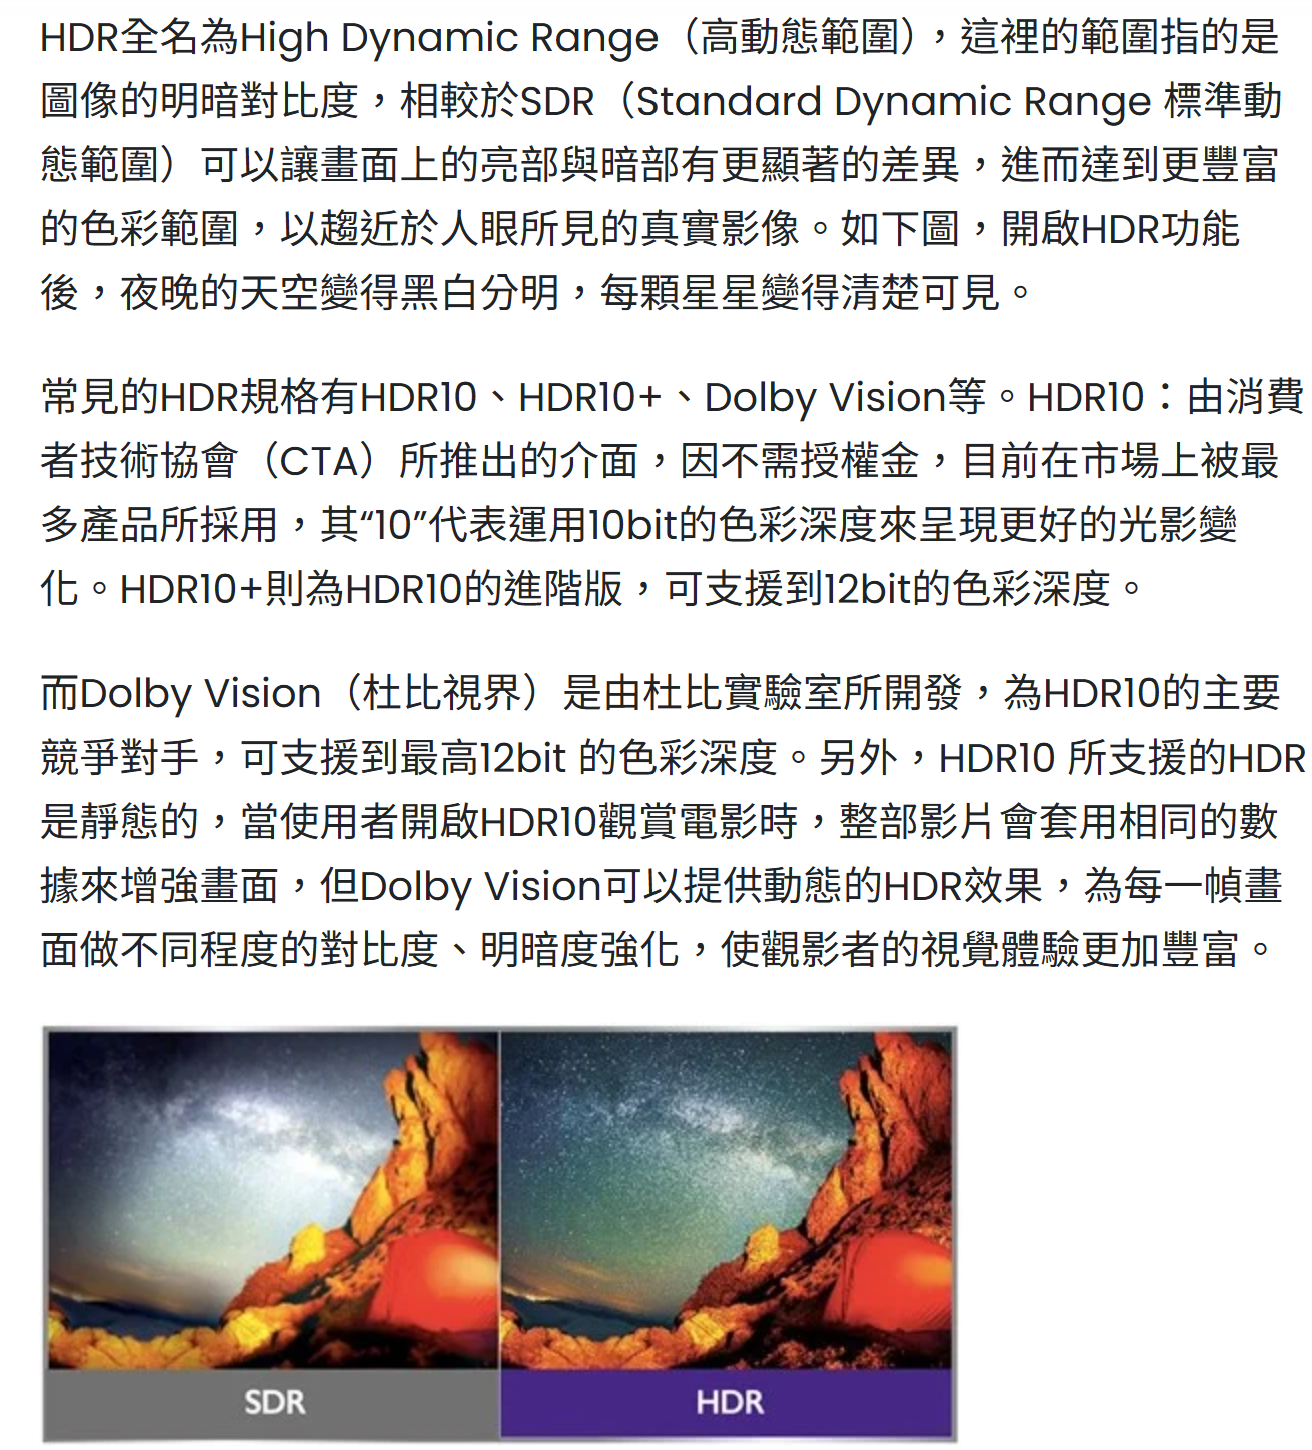 HDR全名為High Dynamic Range（高動態範圍），這裡的範圍指的是
圖像的明暗對比度，相較於SDR（Standard Dynamic Range 標準動
態範圍）可以讓畫面上的亮部與暗部有更顯著的差異，進而達到更豐富
的色彩範圍，以趨近於人眼所見的真實影像。如下圖，開啟HDR功能
後，夜晚的天空變得黑白分明，每顆星星變得清楚可見。
常見的HDR規格有HDR10、HDR10+、Dolby Vision等。HDR10：由消費
者技術協會（CTA）所推出的介面，因不需授權金，目前在市場上被最
多產品所採用，其“10”代表運用10bit的色彩深度來呈現更好的光影變
化。HDR10+則為HDR10的進階版，可支援到12bit的色彩深度。
而Dolby Vision（杜比視界）是由杜比實驗室所開發，為HDR10的主要
競爭對手，可支援到最高12bit 的色彩深度。另外，HDR10 所支援的HDR
是靜態的，當使用者開啟HDR10觀賞電影時，整部影片會套用相同的數
據來增強畫面，但Dolby Vision可以提供動態的HDR效果，為每一幀畫
面做不同程度的對比度、明暗度強化，使觀影者的視覺體驗更加豐富。
SDR
HDR